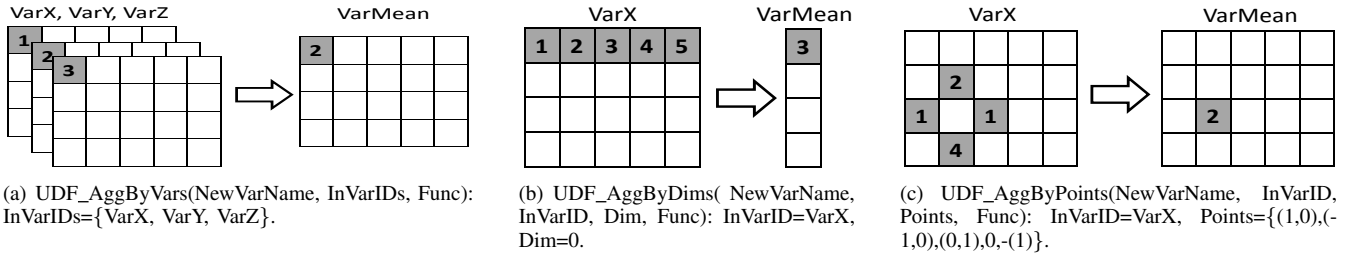 VarX, VarY, VarZ
VarMean
1
2
3
2
(a) UDF_AggByVars(NewVarName, InVarIDs, Func):
InVarIDs={VarX, VarY, VarZ}.
VarX
VarMean
1 2 3 4 5
3
(b) UDF_AggByDims( NewVarName,
InVarID, Dim, Func): InVarID=VarX,
Dim=0.
VarX
VarMean
2
1 1
4
2
(c) UDF_AggByPoints(NewVarName, InVarID,
Points, Func): InVarID=VarX, Points={(1,0),(-
1,0),(0,1),0,-(1)}.